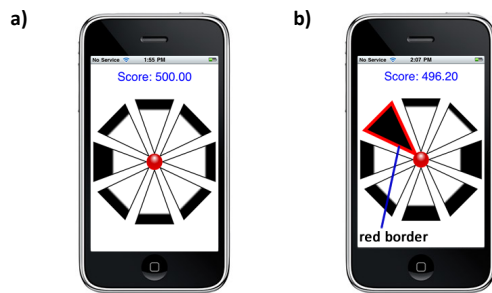 a)
No Service 1:55 PM
Score: 500.00
b)
No Service 2:07 PM
Score: 496.20
red border